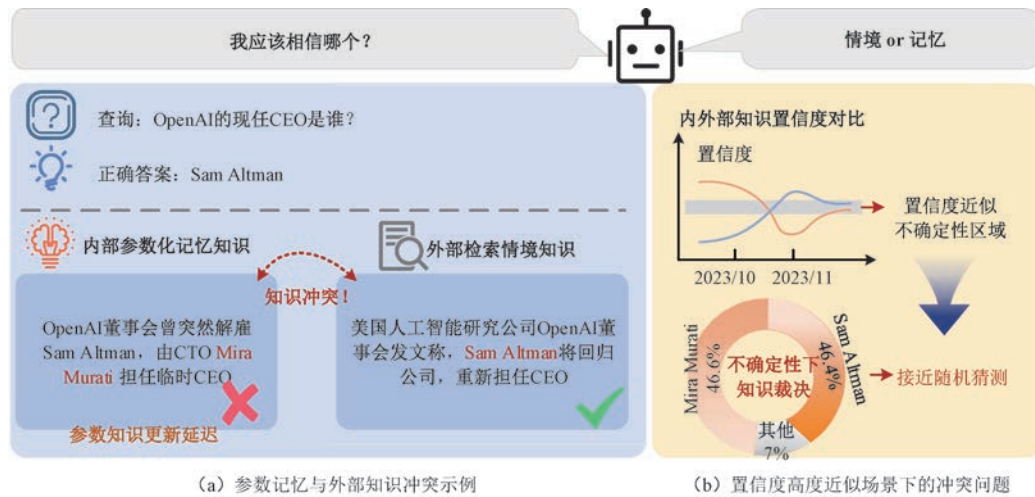 我应该相信哪个？
情境 or 记忆
查询：OpenAI的现任CEO是谁？
正确答案：Sam Altman
内部参数化记忆知识
外部检索情境知识
知识冲突！
OpenAI董事会曾突然解雇
Sam Altman，由CTO Mira
Murati 担任临时CEO
参数知识更新延迟
美国人工智能研究公司OpenAI董
事会发文称，Sam Altman将回归
公司，重新担任CEO
（a）参数记忆与外部知识冲突示例
内外部知识置信度对比
置信度
2023/10
2023/11
置信度近似
不确定性区域
Mira Murati
46.6%
不确定性下
知识裁决
Sam Altman
46.4%
其他
7%
接近随机猜测
（b）置信度高度近似场景下的冲突问题